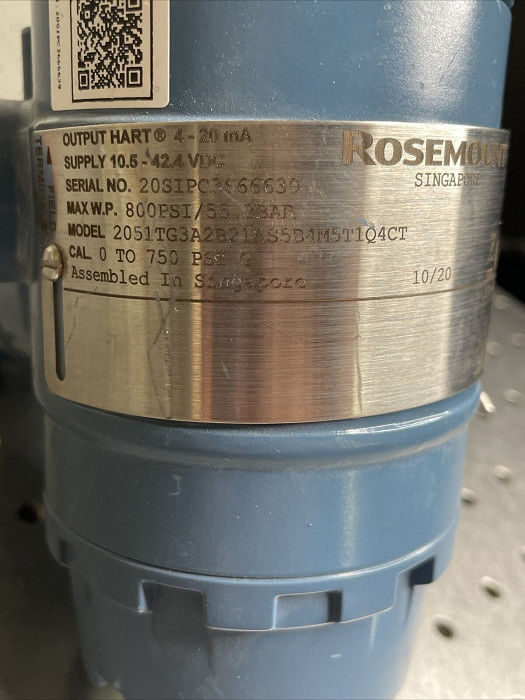 OUTPUT HART® 4-20 mA
SUPPLY 10.5-42.4 VDC
SERIAL NO. 20SIPC3666639
MAX W.P. 800PSI/55.2BAR
MODEL 2051TG3A2B21AS5B4M5T1Q4CT
CAL. 0 TO 750 PSI G
Assembled In Singapore
10/20
ROSEMOUNT
SINGAPORE
FIELD